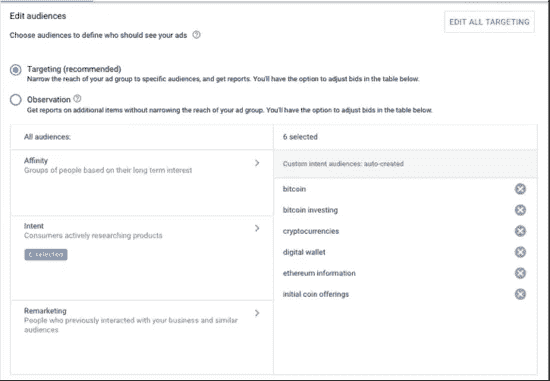 Edit audiences
EDIT ALL TARGETING
Choose audiences to define who should see your ads
Targeting (recommended)
Narrow the reach of your ad group to specific audiences, and get reports. You'll have the option to adjust bids in the table below.
Observation
Get reports on additional items without narrowing the reach of your ad group. You'll have the option to adjust bids in the table below.
All audiences:
6 selected
Affinity
Groups of people based on their long term interest
Intent
Consumers actively researching products
6 selected
Remarketing
People who previously interacted with your business and similar
audiences
Custom intent audiences: auto-created
bitcoin
bitcoin investing
cryptocurrencies
digital wallet
ethereum information
initial coin offerings